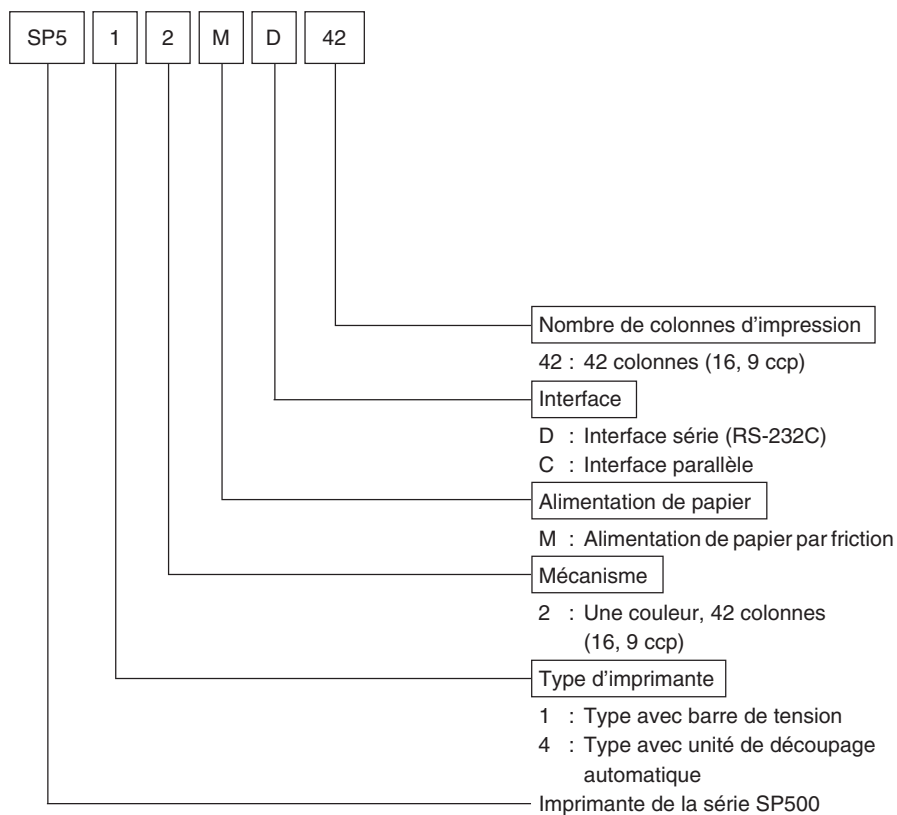 SP5 1 2 M D 42
Nombre de colonnes d'impression
42 : 42 colonnes (16, 9 ccp)
Interface
D : Interface série (RS-232C)
C : Interface parallèle
Alimentation de papier
M : Alimentation de papier par friction
Mécanisme
2 : Une couleur, 42 colonnes
(16, 9 ccp)
Type d'imprimante
1 : Type avec barre de tension
4 : Type avec unité de découpage
automatique
Imprimante de la série SP500